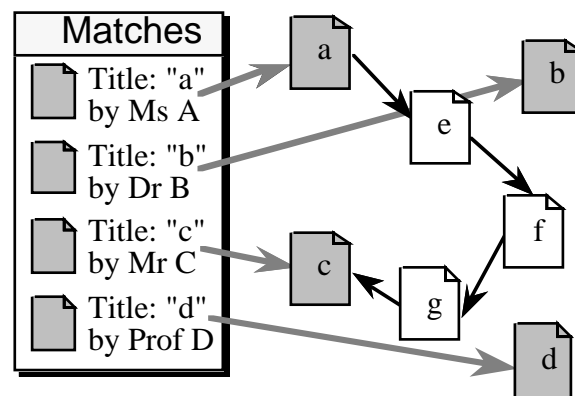 Matches
Title: "a"
by Ms A
Title: "b"
by Dr B
Title: "c"
by Mr C
Title: "d"
by Prof D
a
b
e
f
c
g
d